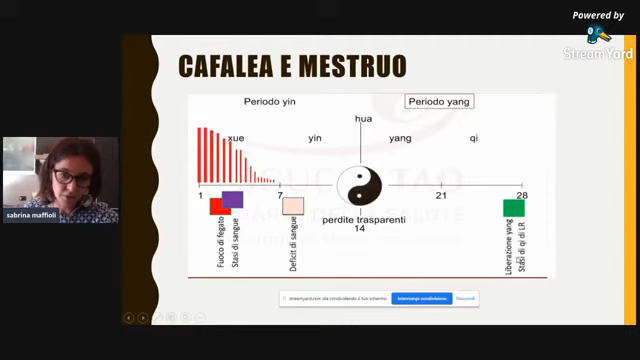 Powered by
StreamYard
CAFALEA E MESTRUO
Periodo yin
Periodo yang
hua
xue
yin
yang
qi
1
7
21
28
perdite trasparenti
14
Fuoco di fegato
Stasi di sangue
Deficit di sangue
Liberazione yang
Stasi di qi di LR
sabrina maffioli
streamyard.com sta condividendo il tuo schermo.
Interrompi condivisione
Nascondi